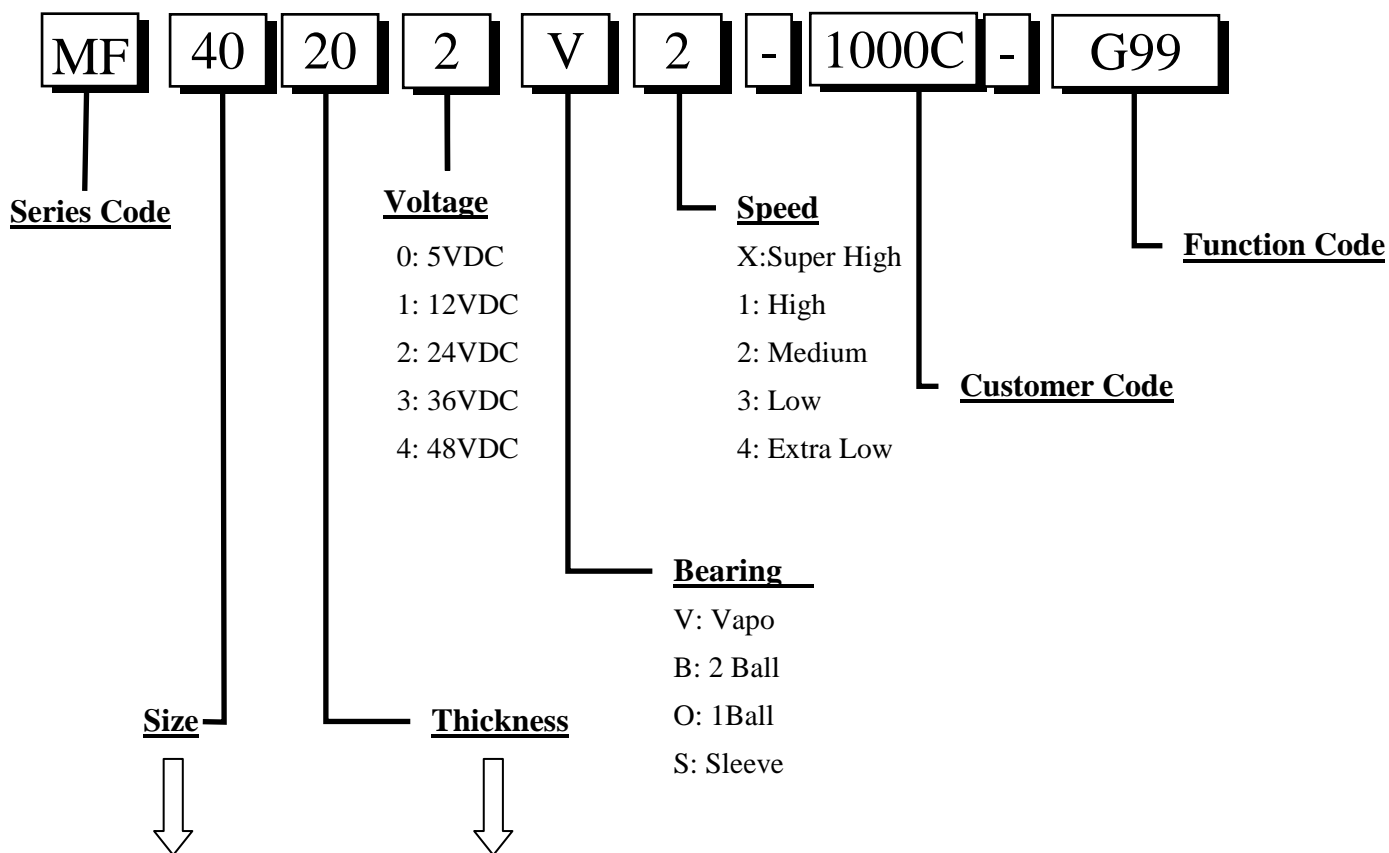 MF 40 20 2 V 2 - 1000C - G99
Series Code
Voltage
0: 5VDC
1: 12VDC
2: 24VDC
3: 36VDC
4: 48VDC
Speed
X:Super High
1: High
2: Medium
3: Low
4: Extra Low
Function Code
Customer Code
Bearing
V: Vapo
B: 2 Ball
O: 1Ball
S: Sleeve
Size
Thickness